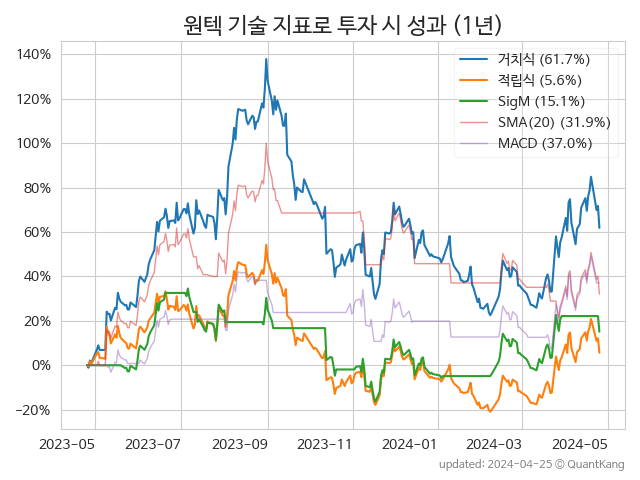 원텍 기술 지표로 투자 시 성과 (1년)
거치식 (61.7%)
적립식 (5.6%)
SigM (15.1%)
SMA(20) (31.9%)
MACD (37.0%)
140%
120%
100%
80%
60%
40%
20%
0%
−20%
2023-05 2023-07 2023-09 2023-11 2024-01 2024-03 2024-05
updated: 2024-04-25 © QuantKang